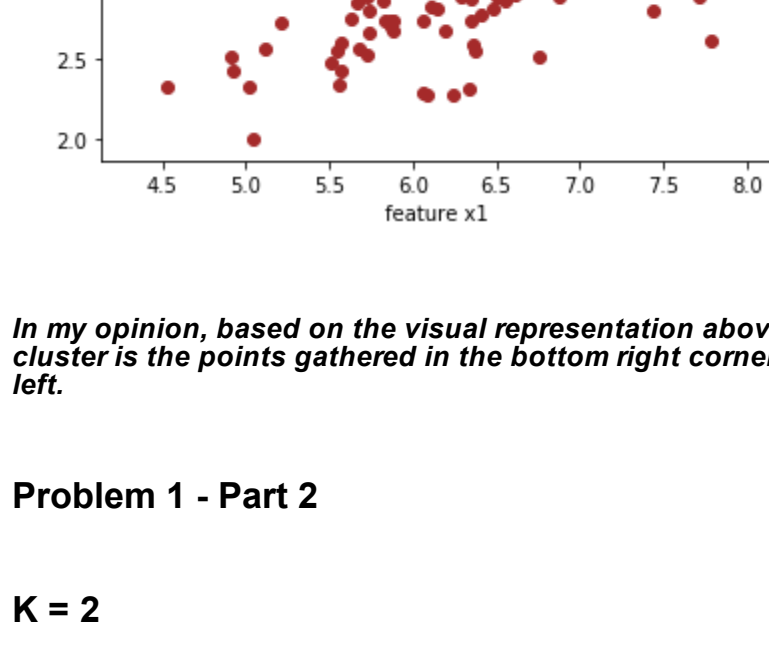 2.5
2.0
4.5 5.0 5.5 6.0 6.5 7.0 7.5 8.0
feature x1
In my opinion, based on the visual representation
cluster is the points gathered in the bottom right
left.
Problem 1 - Part 2
K = 2